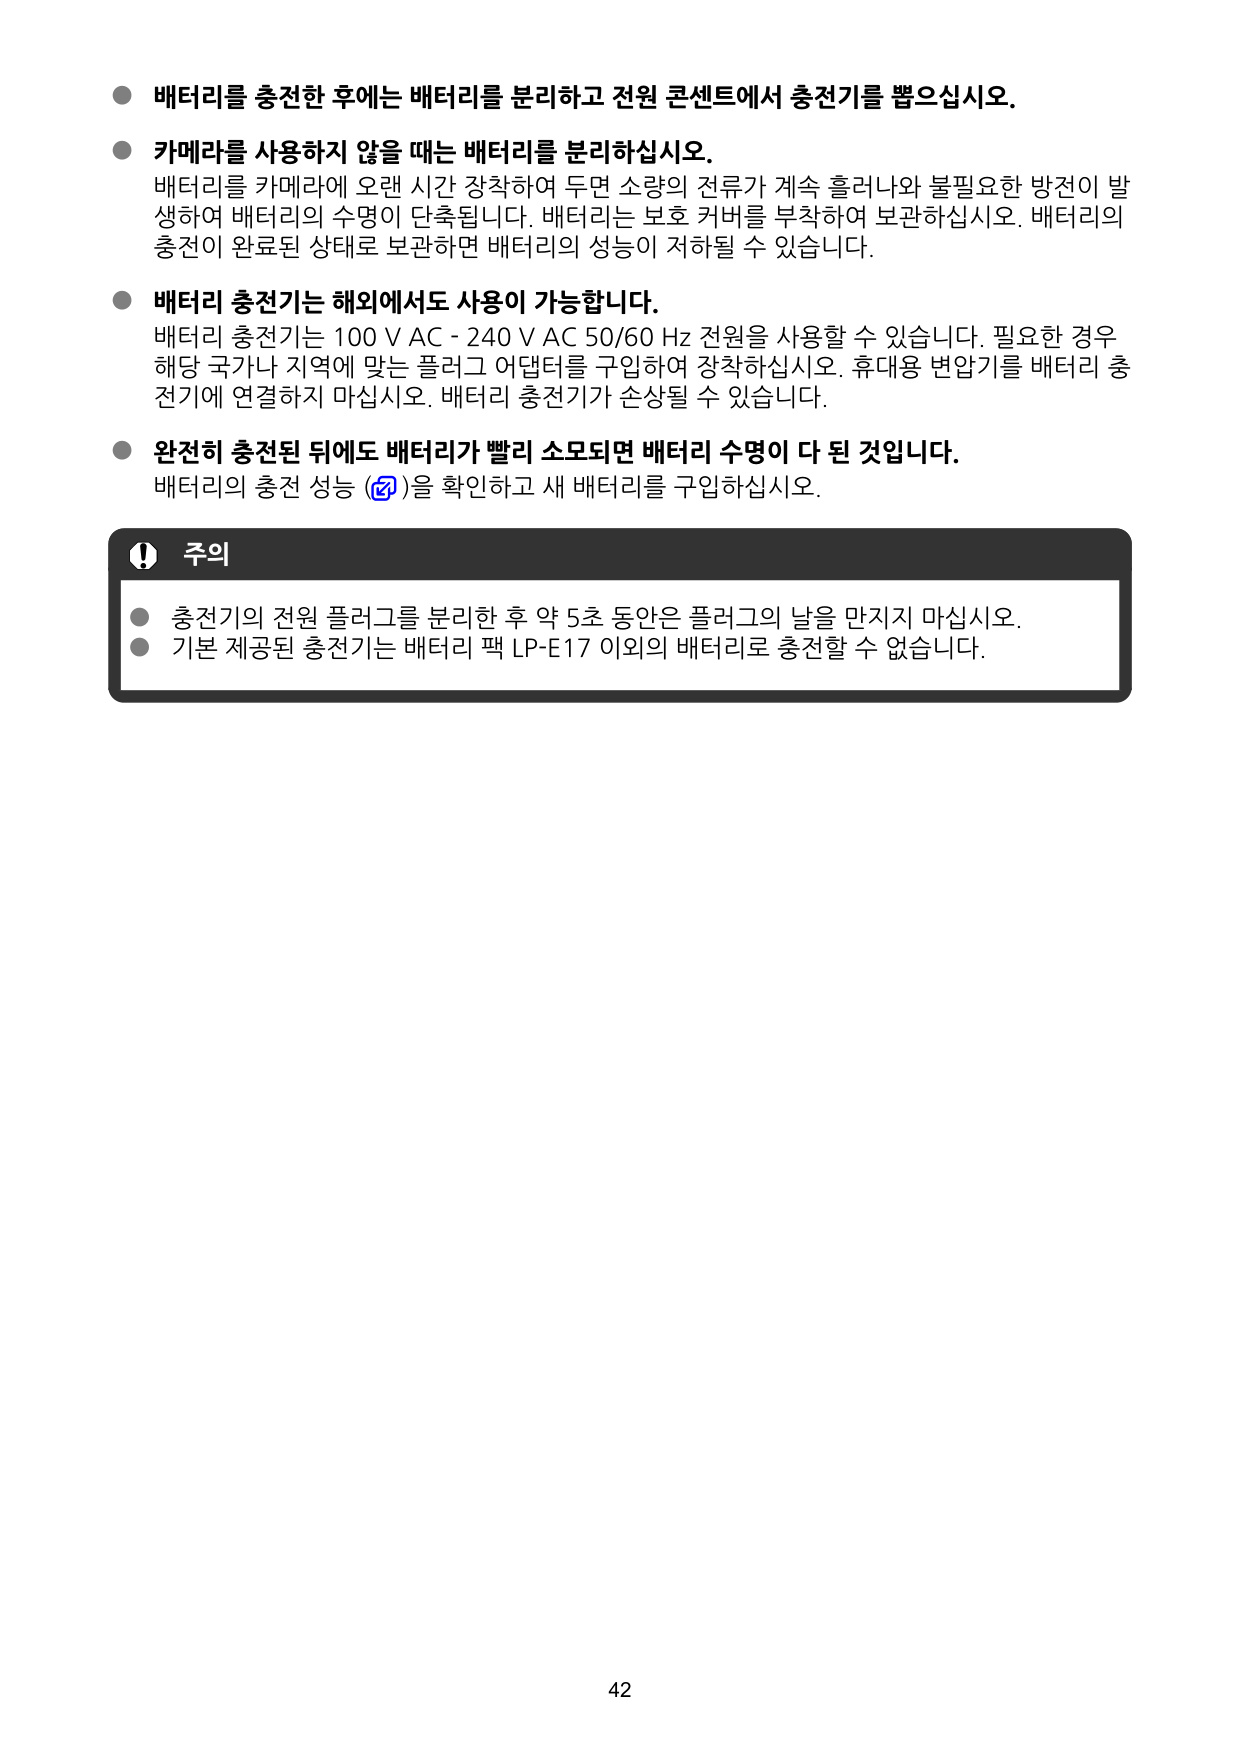 ● 배터리를 충전한 후에는 배터리를 분리하고 전원 콘센트에서 충전기를 뽑으십시오.
● 카메라를 사용하지 않을 때는 배터리를 분리하십시오.
배터리를 카메라에 오랜 시간 장착하여 두면 소량의 전류가 계속 흘러나와 불필요한 방전이 발
생하여 배터리의 수명이 단축됩니다. 배터리는 보호 커버를 부착하여 보관하십시오. 배터리의
충전이 완료된 상태로 보관하면 배터리의 성능이 저하될 수 있습니다.
● 배터리 충전기는 해외에서도 사용이 가능합니다.
배터리 충전기는 100 V AC - 240 V AC 50/60 Hz 전원을 사용할 수 있습니다. 필요한 경우
해당 국가나 지역에 맞는 플러그 어댑터를 구입하여 장착하십시오. 휴대용 변압기를 배터리 충
전기에 연결하지 마십시오. 배터리 충전기가 손상될 수 있습니다.
● 완전히 충전된 뒤에도 배터리가 빨리 소모되면 배터리 수명이 다 된 것입니다.
배터리의 충전 성능 ( )을 확인하고 새 배터리를 구입하십시오.
주의
● 충전기의 전원 플러그를 분리한 후 약 5초 동안은 플러그의 날을 만지지 마십시오.
● 기본 제공된 충전기는 배터리 팩 LP-E17 이외의 배터리로 충전할 수 없습니다.
42